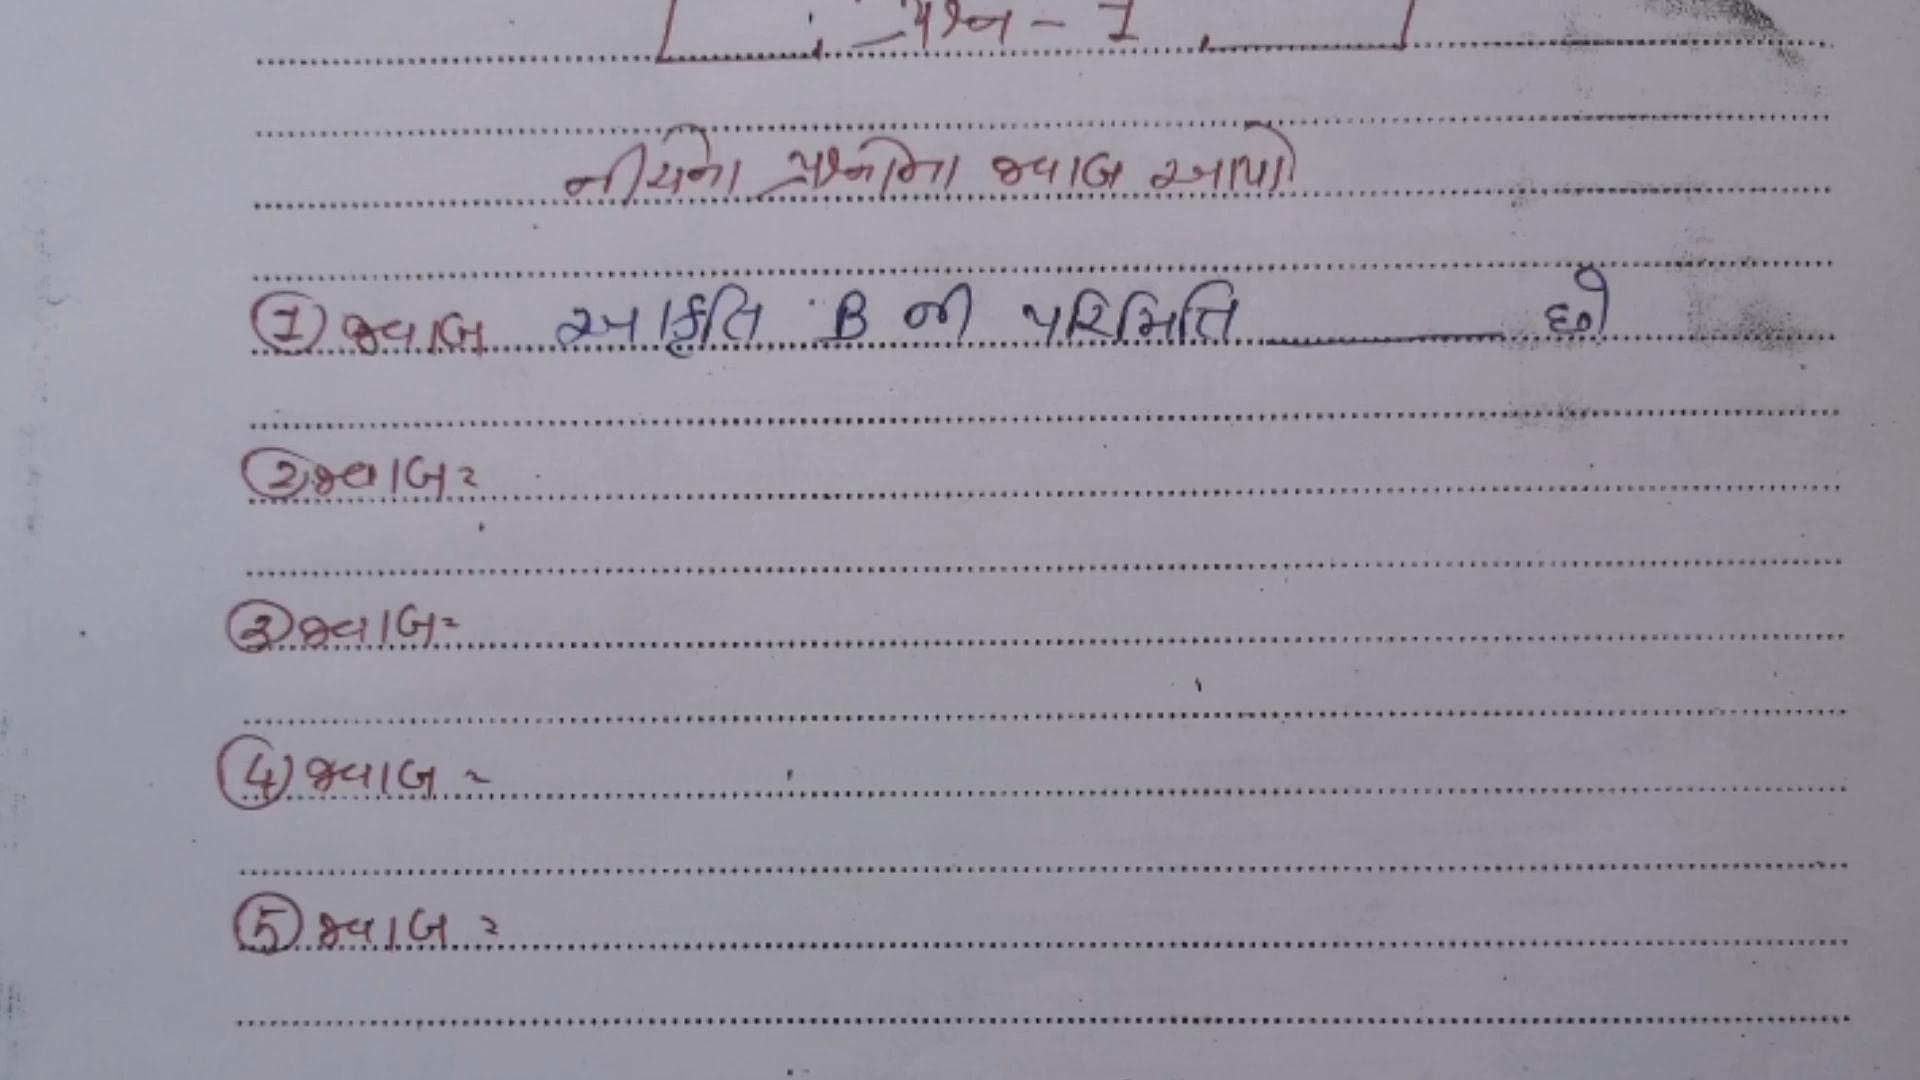 પ્રશ્ન - 1
નીચેના પ્રશ્નોના જવાબ આપો
① જવાબ આકૃતિ B ની પરિમિતિ ______ છે
② જવાબ =
③ જવાબ =
④ જવાબ =
⑤ જવાબ =